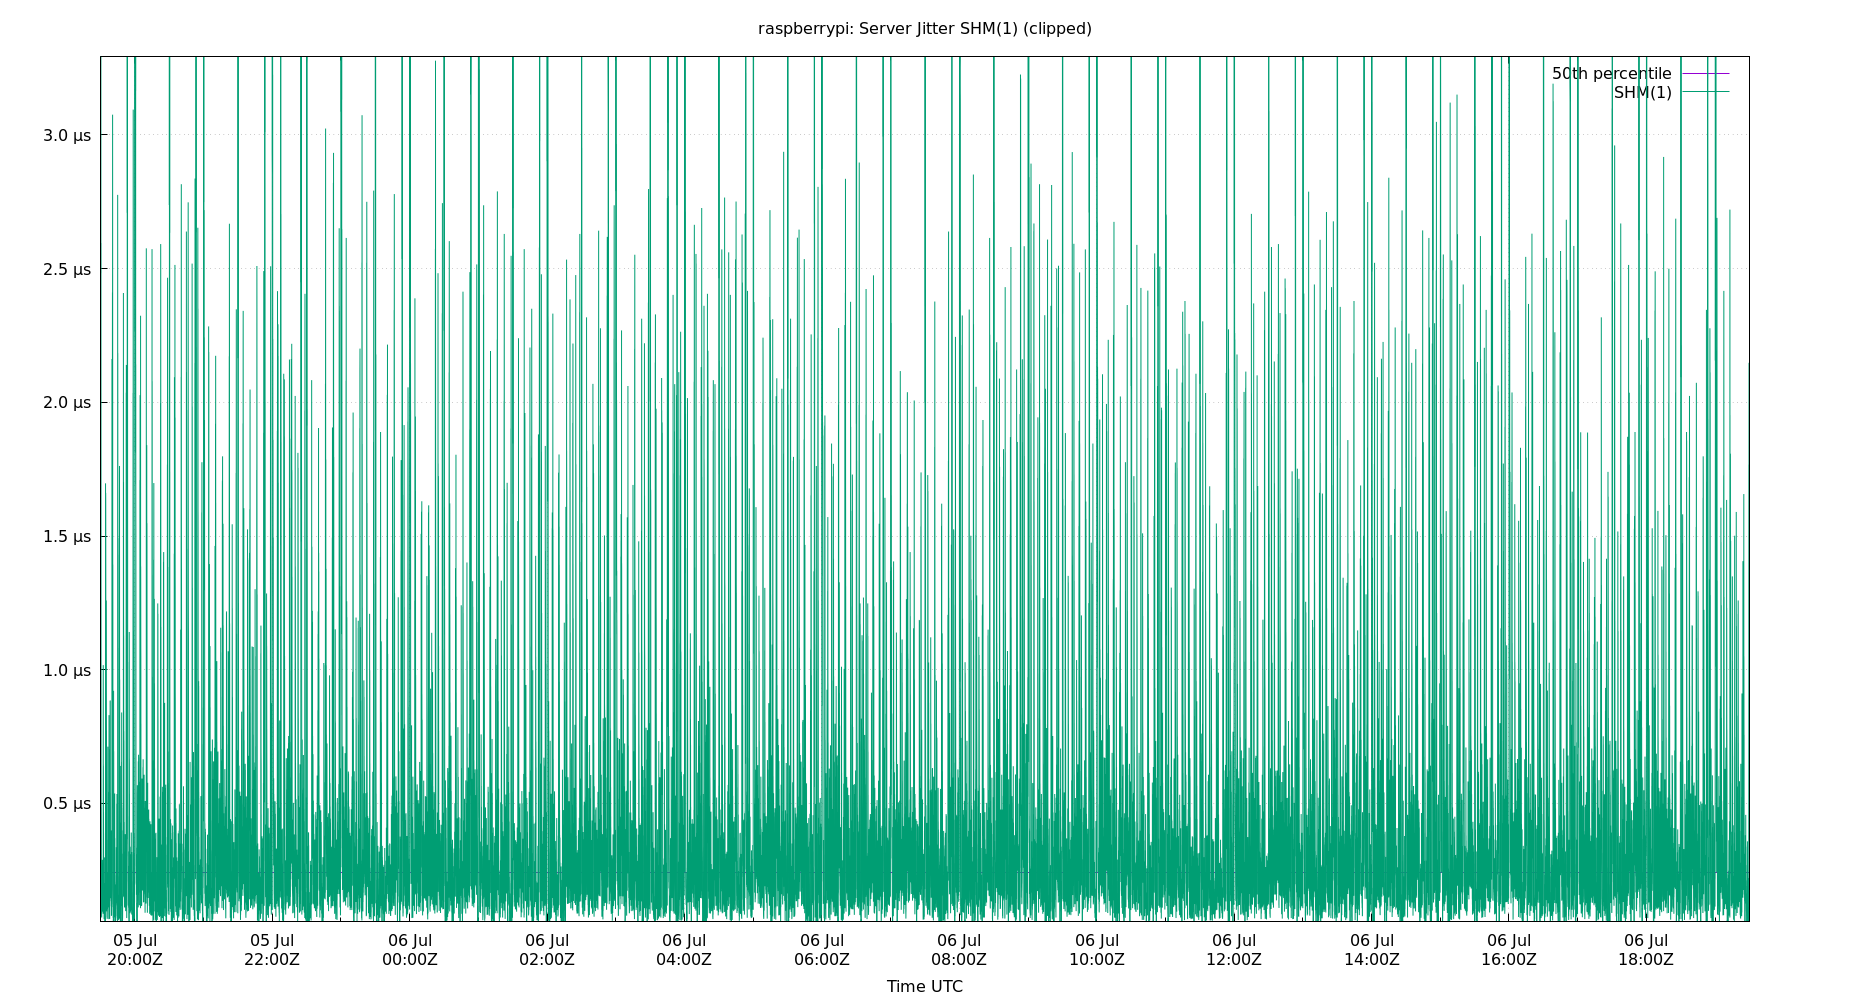 raspberrypi: Server Jitter SHM(1) (clipped)
50th percentile
SHM(1)
3.0 µs
2.5 µs
2.0 µs
1.5 µs
1.0 µs
0.5 µs
05 Jul 05 Jul 06 Jul 06 Jul 06 Jul 06 Jul 06 Jul 06 Jul 06 Jul 06 Jul 06 Jul 06 Jul
20:00Z 22:00Z 00:00Z 02:00Z 04:00Z 06:00Z 08:00Z 10:00Z 12:00Z 14:00Z 16:00Z 18:00Z
Time UTC